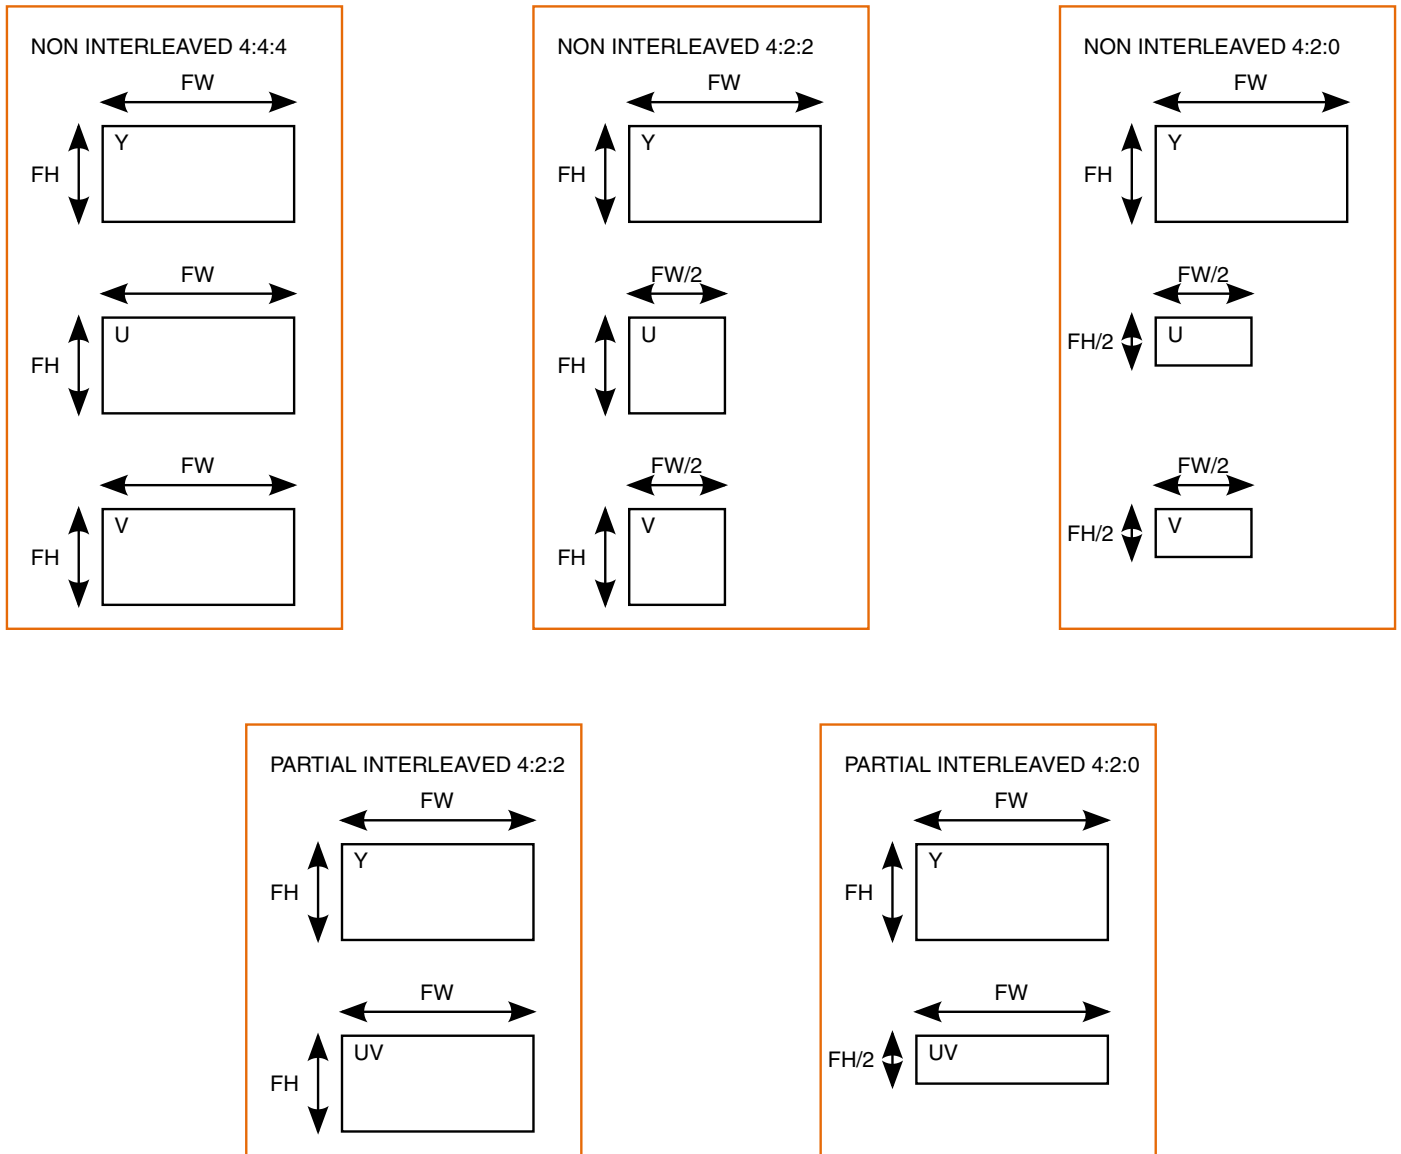 NON INTERLEAVED 4:4:4
FW
Y
FH
FW
U
FH
FW
V
FH
NON INTERLEAVED 4:2:2
FW
Y
FH
FW/2
U
FH
FW/2
V
FH
NON INTERLEAVED 4:2:0
FW
Y
FH
FW/2
U
FH/2
FW/2
V
FH/2
PARTIAL INTERLEAVED 4:2:2
FW
Y
FH
FW
UV
FH
PARTIAL INTERLEAVED 4:2:0
FW
Y
FH
FW
UV
FH/2